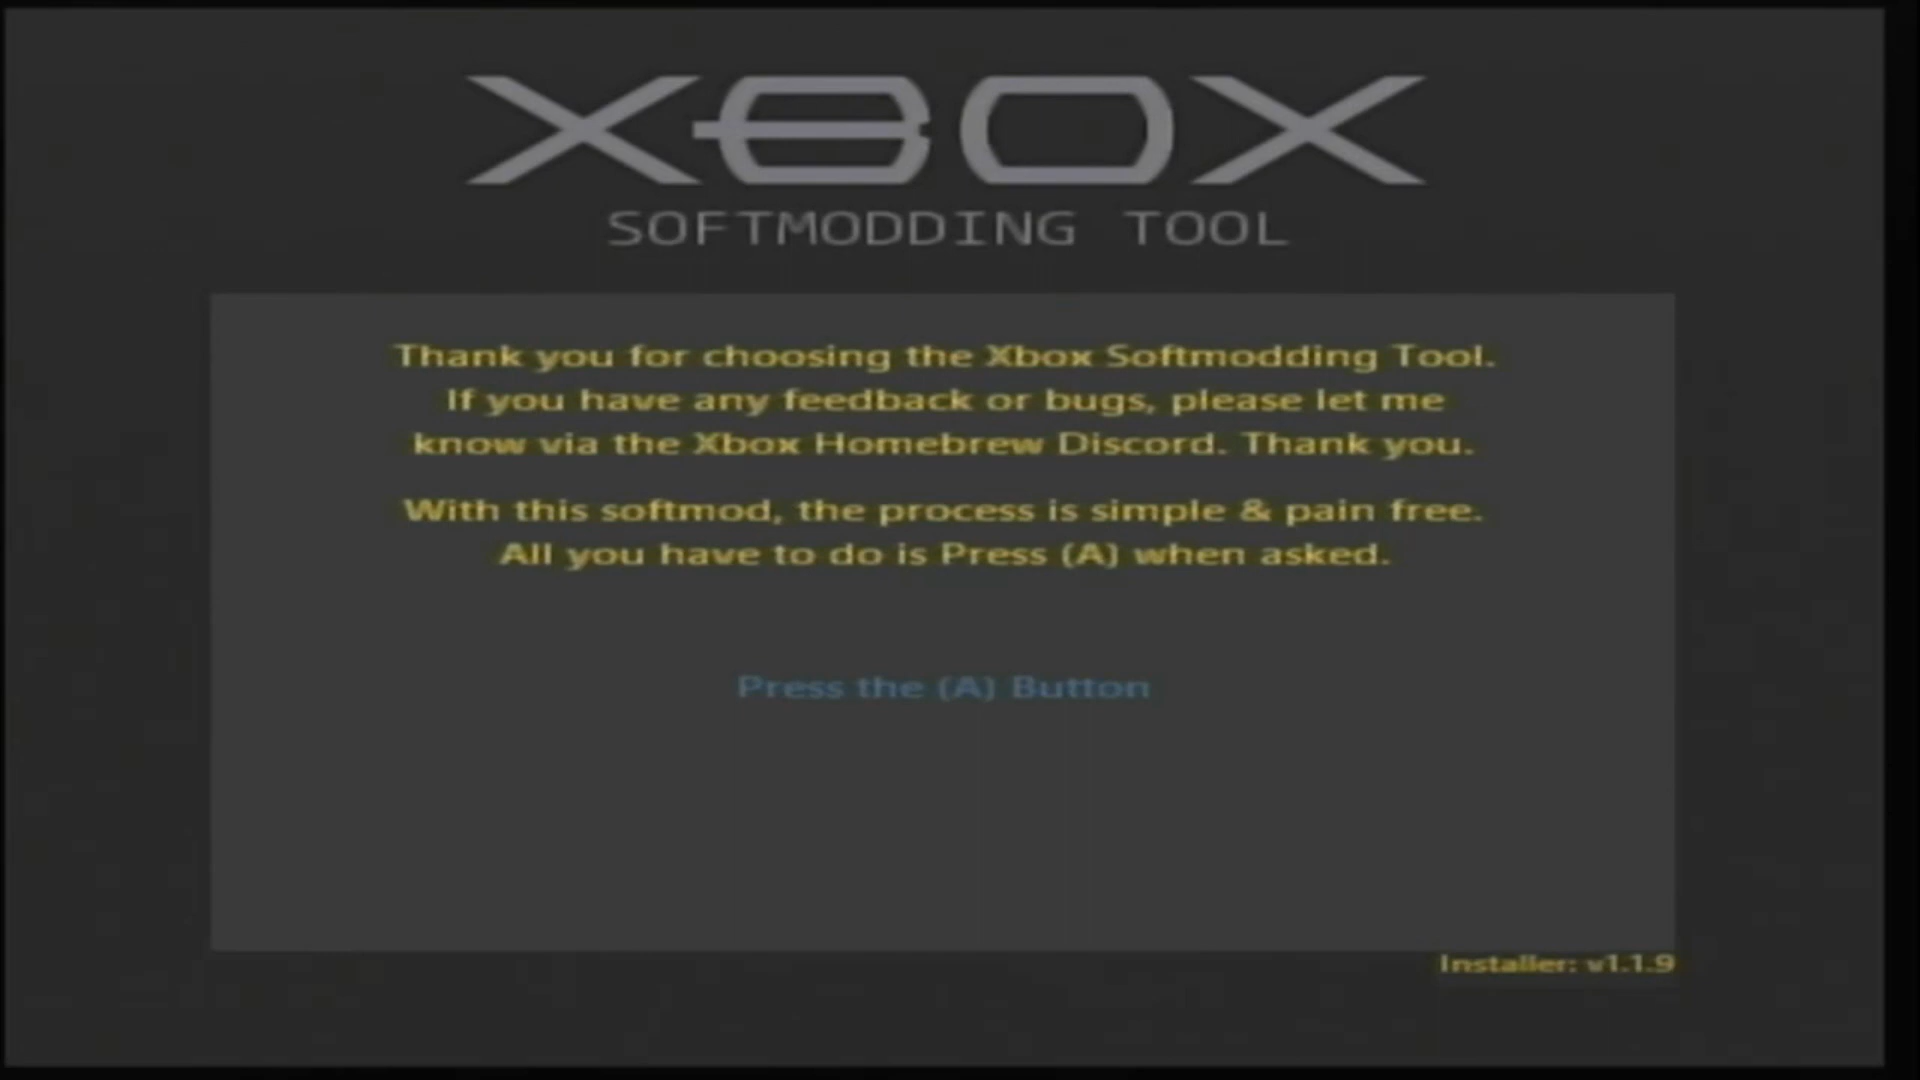 XBOX
SOFTMODDING TOOL
Thank you for choosing the Xbox Softmodding Tool.
If you have any feedback or bugs, please let me
know via the Xbox Homebrew Discord. Thank you.
With this softmod, the process is simple & pain free.
All you have to do is Press (A) when asked.
Press the (A) Button
Installer: v1.1.9